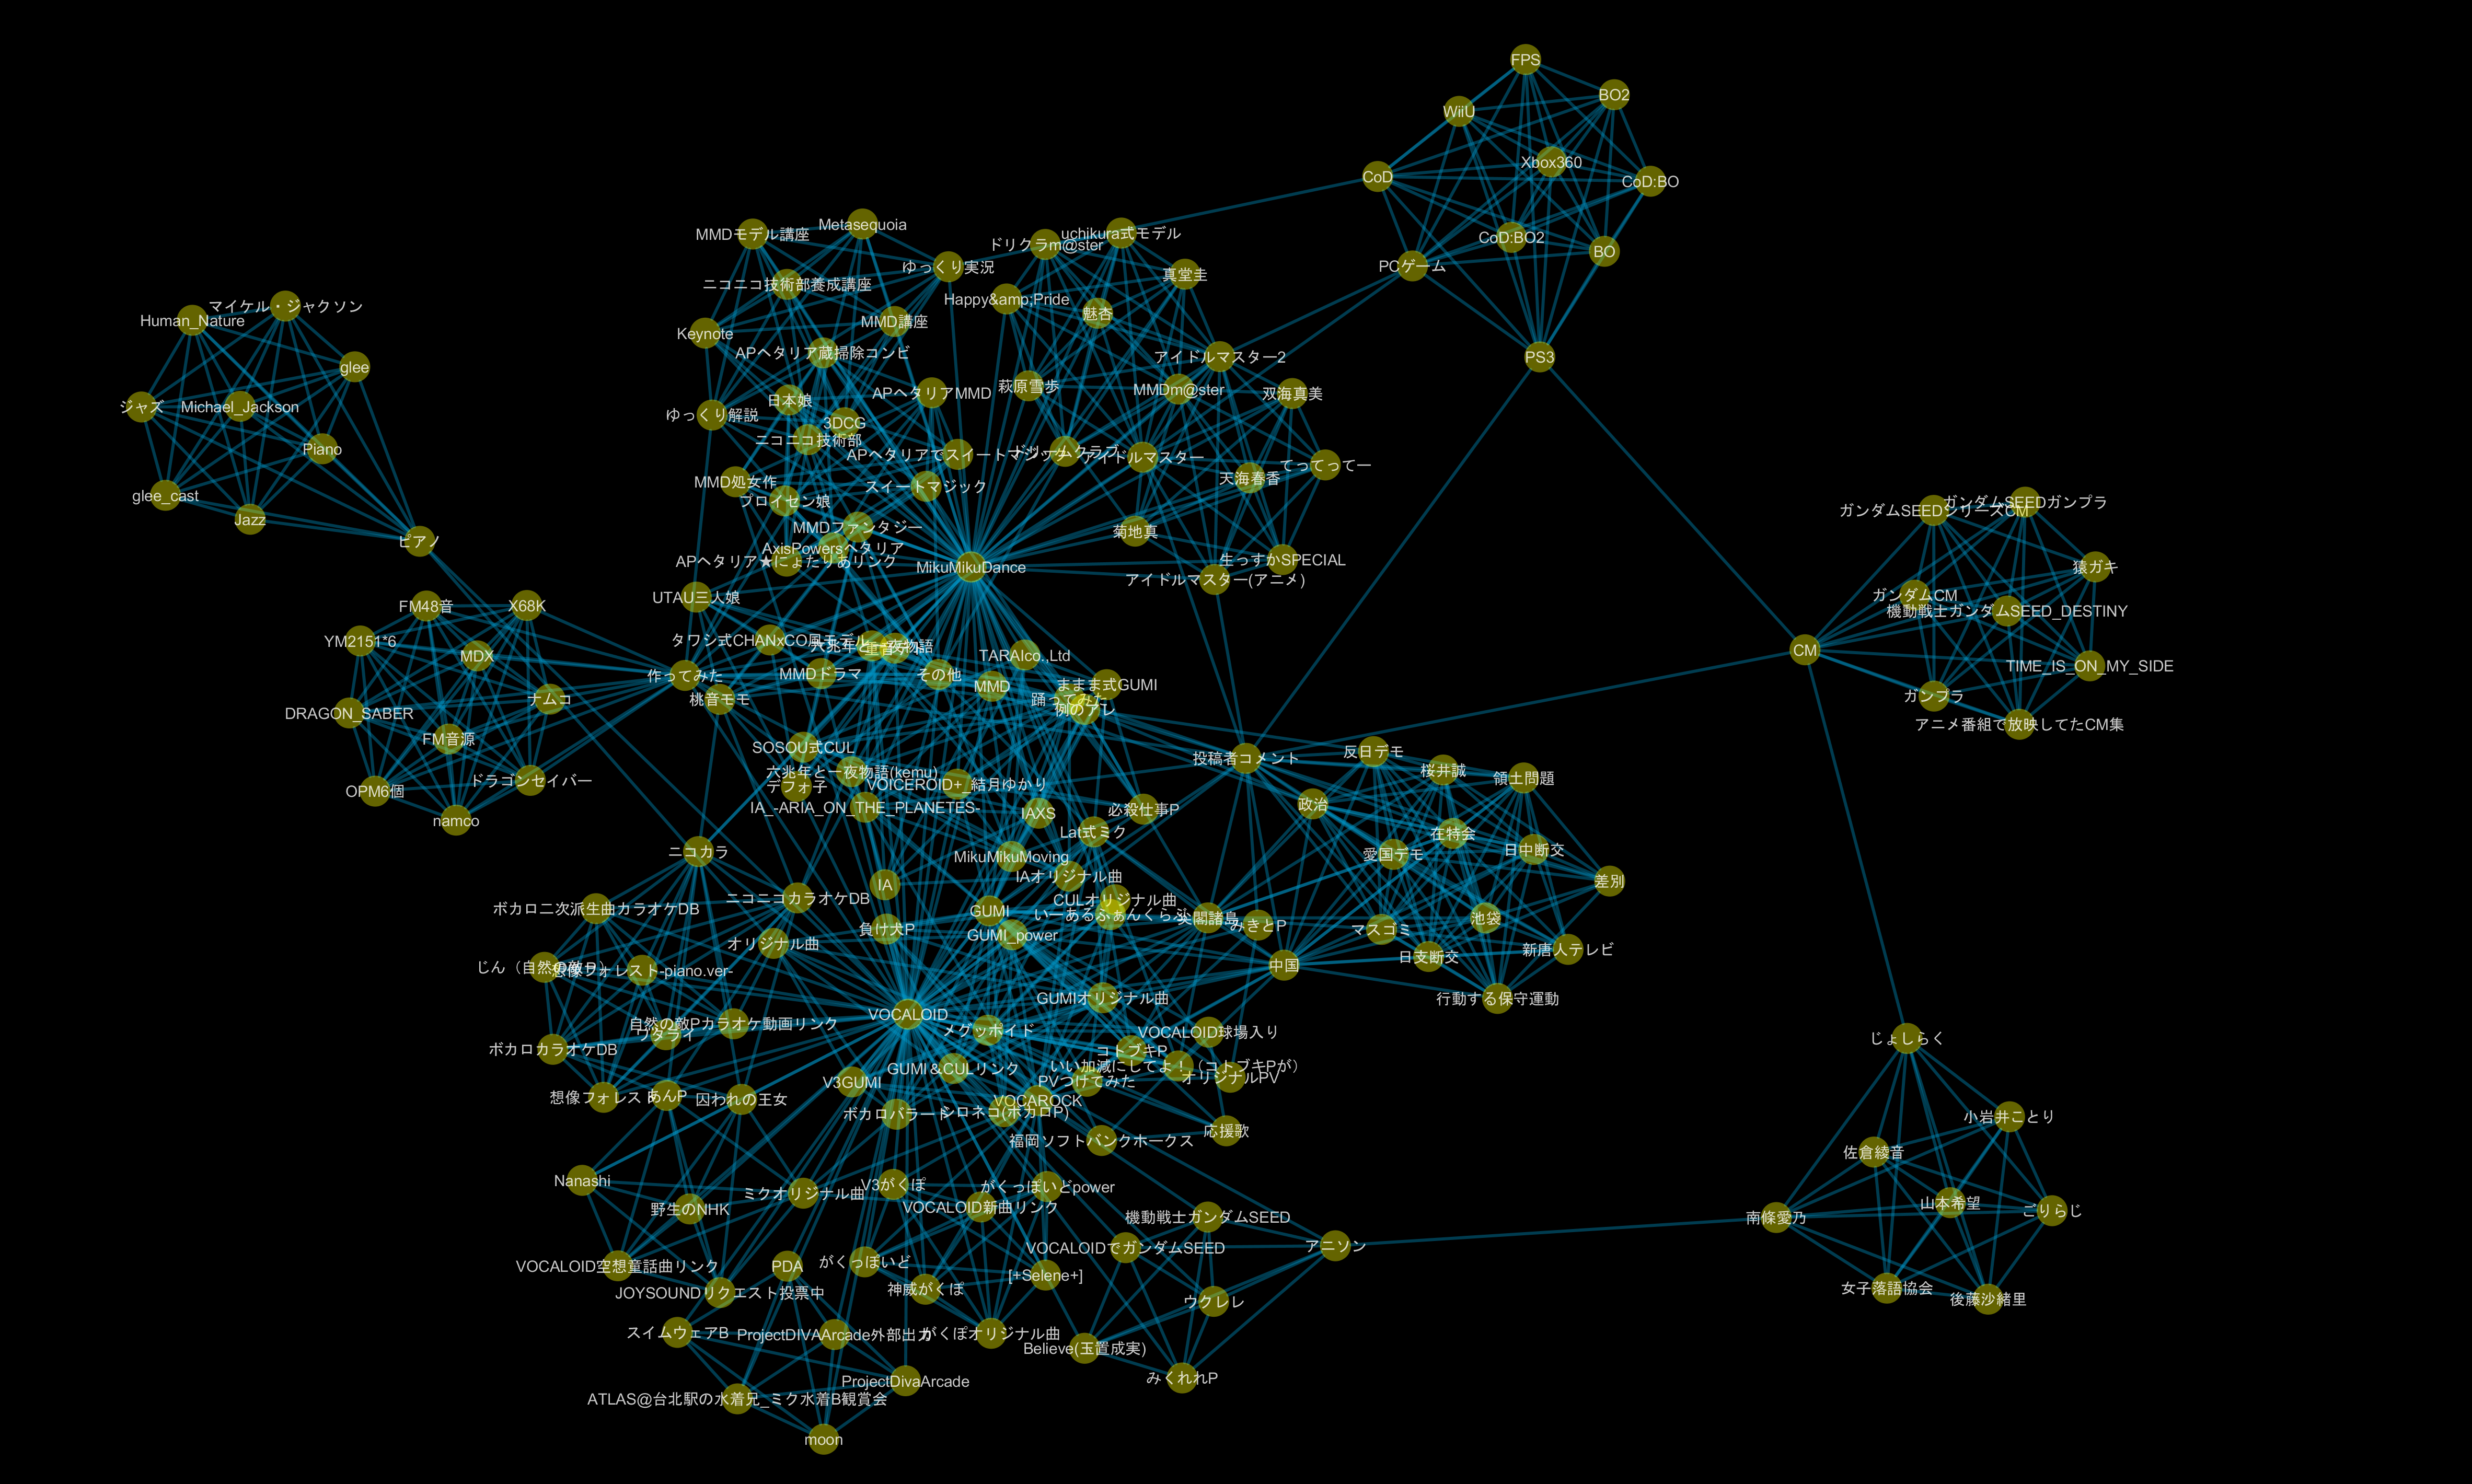 FPS
BO2
WiiU
Xbox360
CoD
CoD:BO
CoD:BO2
BO
PCゲーム
PS3
Metasequoia
MMDモデル講座
uchikura式モデル
ドリクラm@ster
ゆっくり実況
真堂圭
ニコニコ技術部養成講座
Happy&amp;Pride
魅杏
MMD講座
Keynote
APヘタリア蔵掃除コンビ
アイドルマスター2
MMDm@ster
萩原雪歩
双海真美
APヘタリアMMD
日本娘
ゆっくり解説
3DCG
ニコニコ技術部
APヘタリアでスイートマジック
ドリームクラブ
アイドルマスター
てってってー
天海春香
MMD処女作
スイートマジック
プロイセン娘
MMDファンタジー
菊地真
AxisPowersヘタリア
APヘタリア★にょたりあリンク
MikuMikuDance
生っすかSPECIAL
アイドルマスター(アニメ)
UTAU三人娘
マイケル・ジャクソン
Human_Nature
glee
ジャズ
Michael_Jackson
Piano
glee_cast
Jazz
ピアノ
FM48音
X68K
YM2151*6
MDX
ナムコ
DRAGON_SABER
FM音源
ドラゴンセイバー
OPM6個
namco
作ってみた
桃音モモ
タワシ式CHANxCO風モデル
六兆年と一夜物語
MMDドラマ
その他
TARAIco.,Ltd
MMD
ままま式GUMI
踊ってみた
例のアレ
SOSOU式CUL
六兆年と一夜物語(kemu)
デフォ子
VOICEROID+_結月ゆかり
IA_-ARIA_ON_THE_PLANETES-
IAXS
必殺仕事P
Lat式ミク
MikuMikuMoving
IAオリジナル曲
IA
投稿者コメント
反日デモ
桜井誠
領土問題
政治
在特会
愛国デモ
日中断交
差別
池袋
マスゴミ
日支断交
新唐人テレビ
行動する保守運動
尖閣諸島
みきとP
中国
ガンダムSEEDシリーズCM
ガンダムSEEDガンプラ
猿ガキ
ガンダムCM
機動戦士ガンダムSEED_DESTINY
CM
TIME_IS_ON_MY_SIDE
ガンプラ
アニメ番組で放映してたCM集
ニコカラ
ニコニコカラオケDB
ボカロ二次派生曲カラオケDB
負け犬P
オリジナル曲
GUMI
GUMI_power
CULオリジナル曲
いーあるふぁんくらぶ
じん（自然の敵P）
想像フォレスト-piano.ver-
GUMIオリジナル曲
VOCALOID
自然の敵Pカラオケ動画リンク
メグッポイド
VOCALOID球場入り
ボカロカラオケDB
コトブキP
いい加減にしてよ！（コトブキPが）
GUMI＆CULリンク
V3GUMI
PVつけてみた
オリジナルPV
想像フォレスト
あんP
囚われの王女
VOCAROCK
ボカロバラード
シロネコ(ボカロP)
福岡ソフトバンクホークス
応援歌
Nanashi
ミクオリジナル曲
V3がくぽ
がくっぽいどpower
野生のNHK
VOCALOID新曲リンク
機動戦士ガンダムSEED
VOCALOIDでガンダムSEED
アニソン
VOCALOID空想童話曲リンク
PDA
がくっぽいど
神威がくぽ
[+Selene+]
JOYSOUNDリクエスト投票中
ウクレレ
スイムウェアB
ProjectDIVAArcade外部出力
がくぽオリジナル曲
Believe(玉置成実)
みくれれP
ProjectDivaArcade
ATLAS@台北駅の水着兄_ミク水着B観賞会
moon
じょしらく
小岩井ことり
佐倉綾音
山本希望
南條愛乃
ごりらじ
女子落語協会
後藤沙緒里